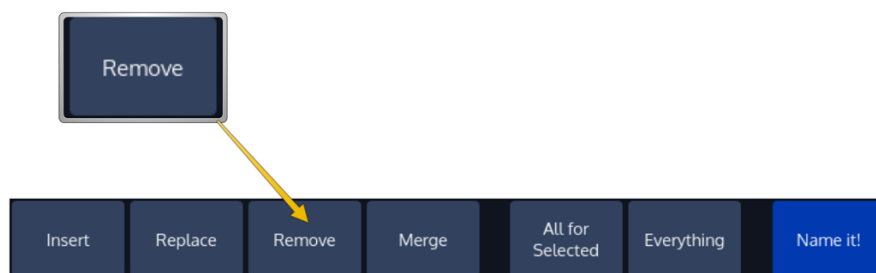 Remove
Insert
Replace
Remove
Merge
All for
Selected
Everything
Name it!